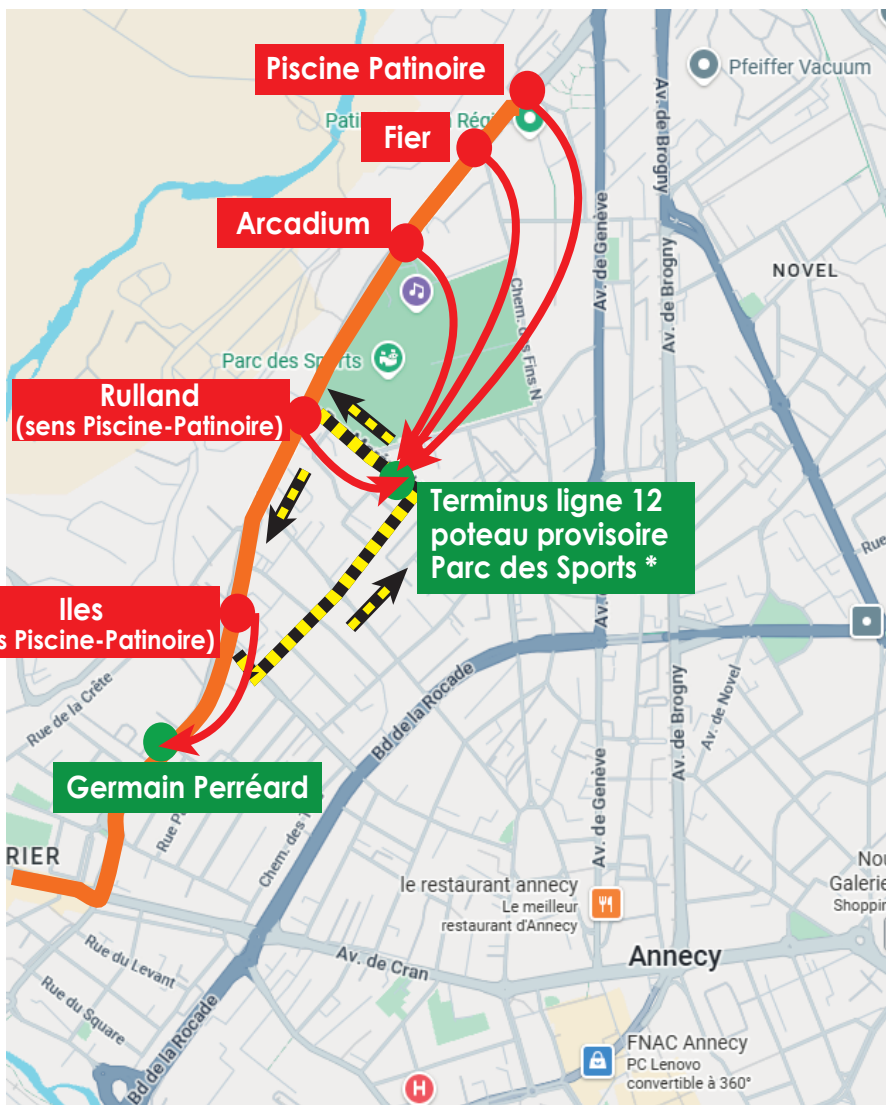 Piscine Patinoire
Pfeiffer Vacuum
Fier
Av. de Brogny
Av. de Genève
Arcadium
NOVEL
Av. de Brogny
Chem. des Fins N
Parc des Sports
Rulland
(sens Piscine-Patinoire)
Terminus ligne 12
poteau provisoire
Parc des Sports *
Rue
Iles
s Piscine-Patinoire)
Rue de la Crête
Bd de la Rocade
Av. de Brogny
Av. de Novel
Germain Perréard
Av. de Genève
Chem. des
RIER
le restaurant annecy
Le meilleur
restaurant d'Annecy
Nou
Galerie
Shoppin
Rue du Levant
Av. de Cran
Annecy
Rue du Square
Bd de la Rocade
FNAC Annecy
PC Lenovo
convertible à 360°
H